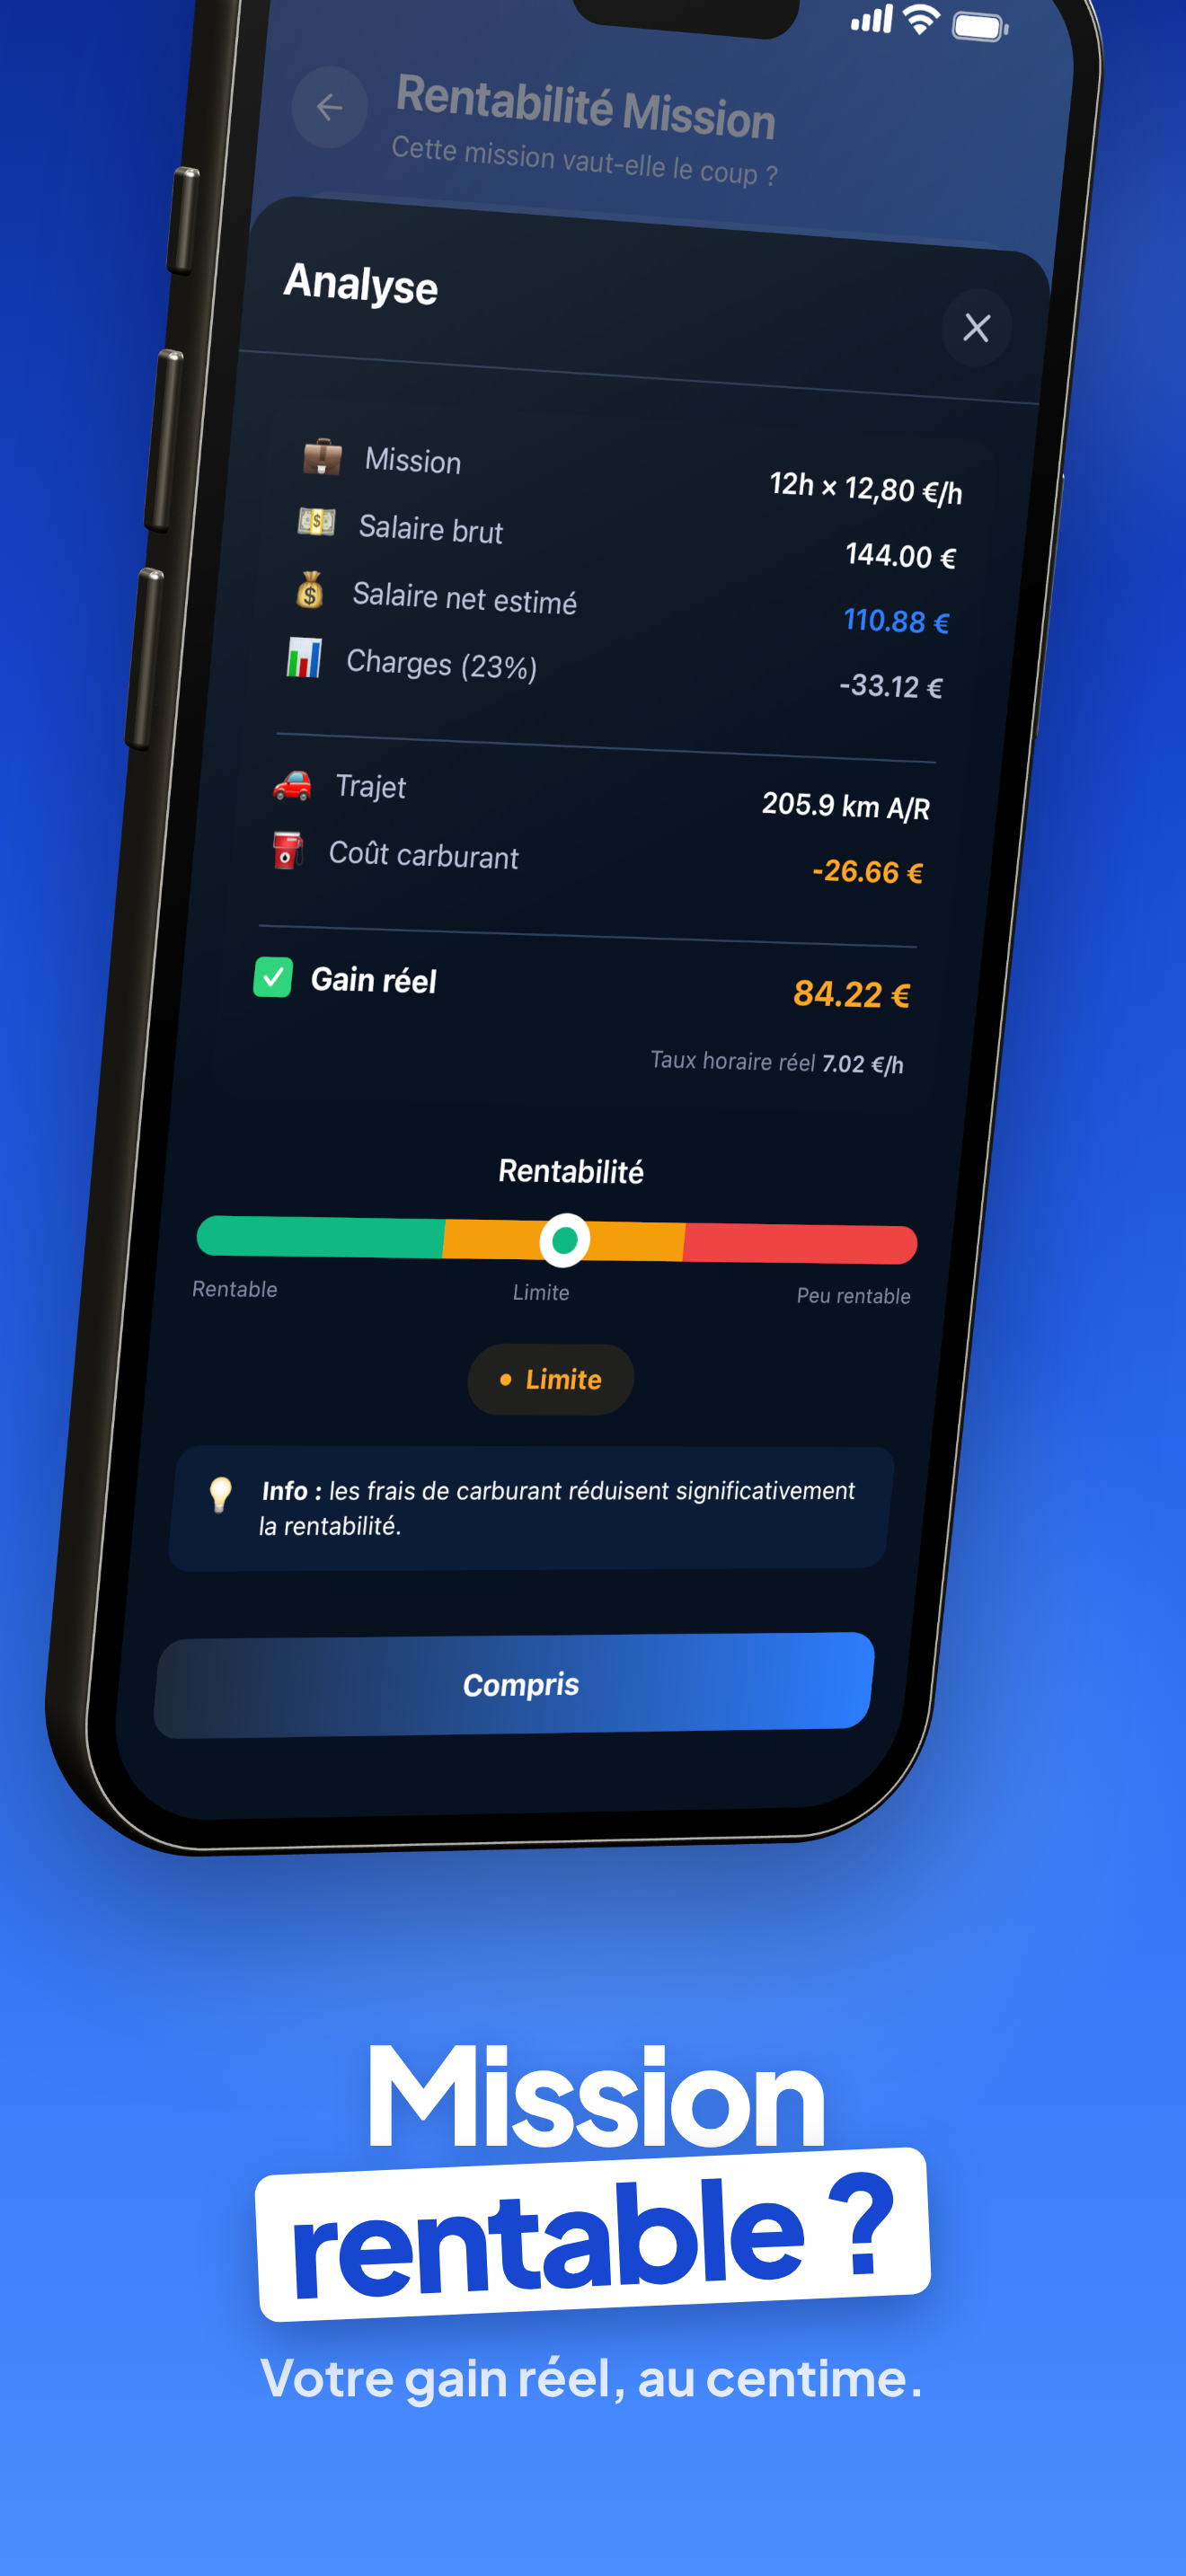 Rentabilité Mission
Cette mission vaut-elle le coup ?
Analyse
Mission 12h × 12,80 €/h
Salaire brut 144.00 €
Salaire net estimé 110.88 €
Charges (23%) -33.12 €
Trajet 205.9 km A/R
Coût carburant -26.66 €
Gain réel 84.22 €
Taux horaire réel 7.02 €/h
Rentabilité
Rentable Limite Peu rentable
Limite
Info : les frais de carburant réduisent significativement
la rentabilité.
Compris
Mission
rentable ?
Votre gain réel, au centime.